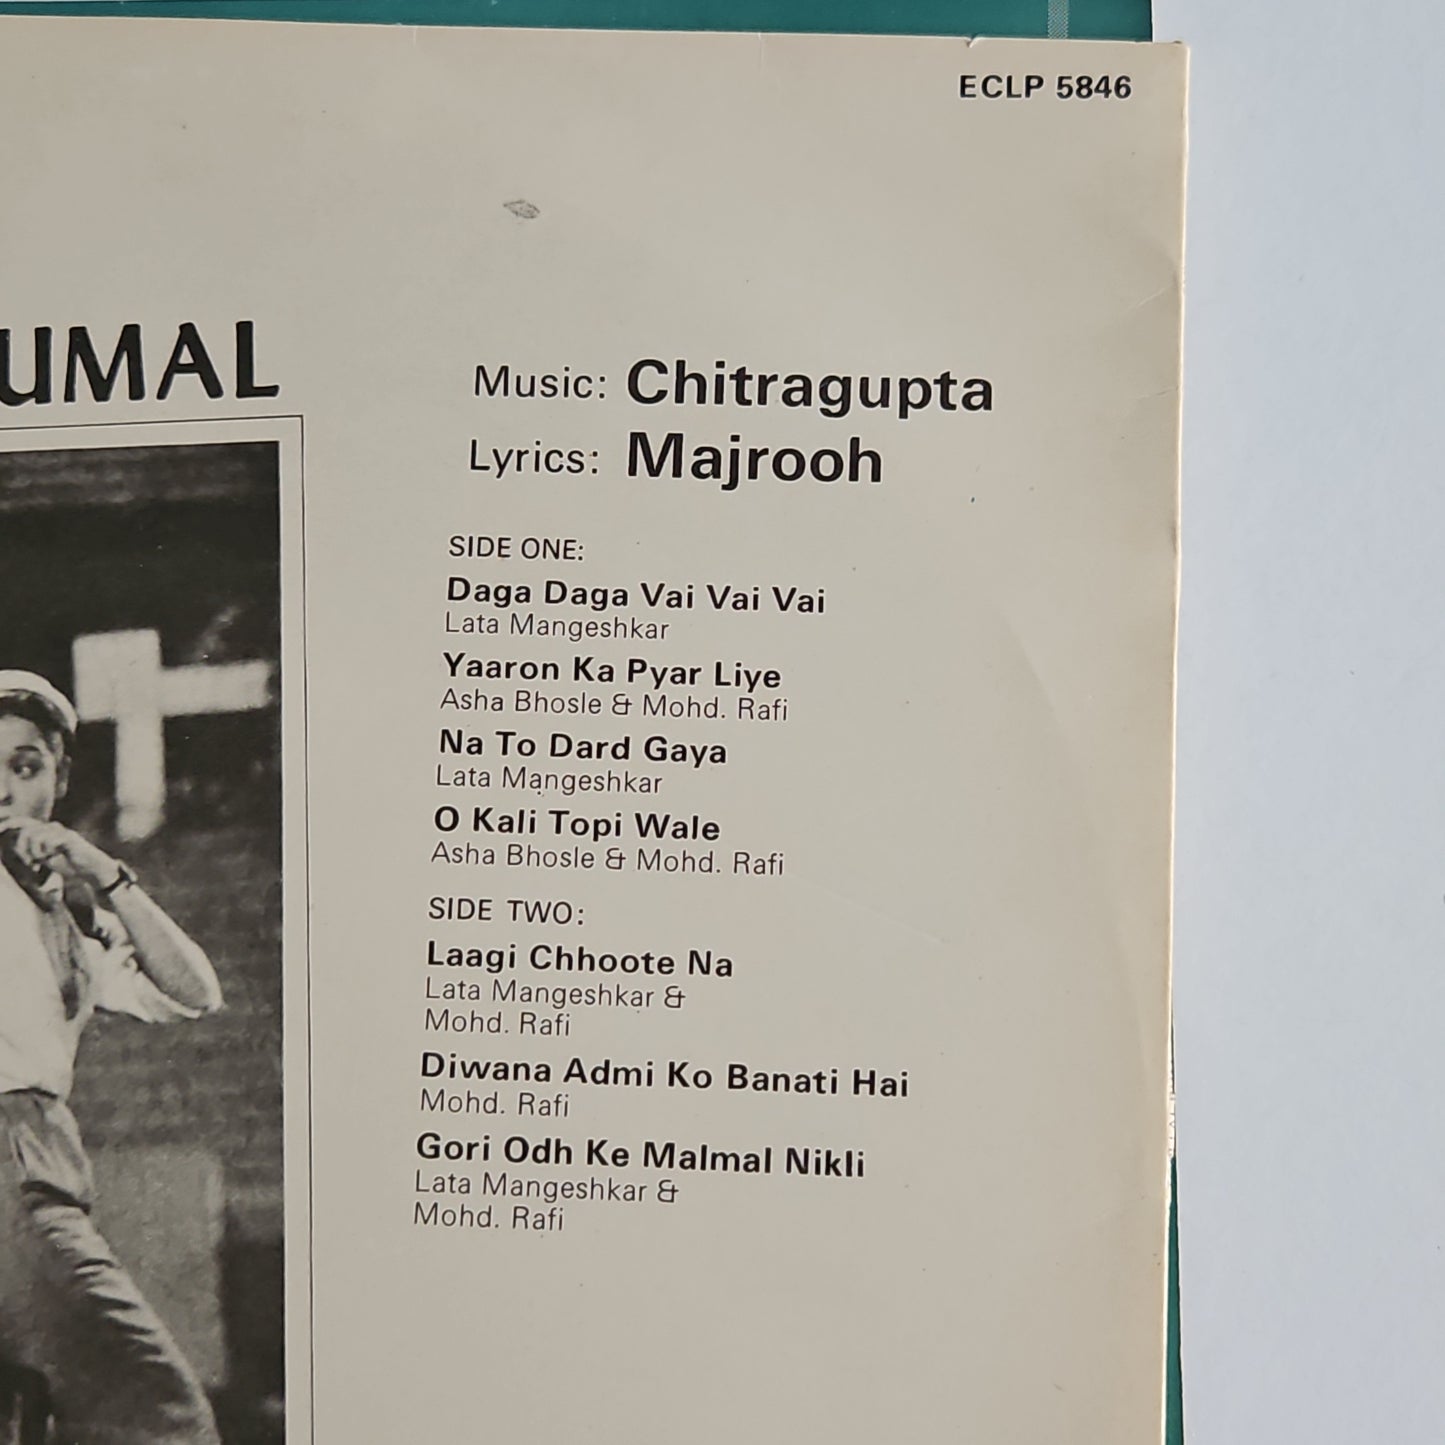 ECLP 5846
UMAL
Music: Chitragupta
Lyrics: Majrooh
SIDE ONE:
Daga Daga Vai Vai Vai
Lata Mangeshkar
Yaaron Ka Pyar Liye
Asha Bhosle & Mohd. Rafi
Na To Dard Gaya
Lata Mangeshkar
O Kali Topi Wale
Asha Bhosle & Mohd. Rafi
SIDE TWO:
Laagi Chhoote Na
Lata Mangeshkar &
Mohd. Rafi
Diwana Admi Ko Banati Hai
Mohd. Rafi
Gori Odh Ke Malmal Nikli
Lata Mangeshkar &
Mohd. Rafi